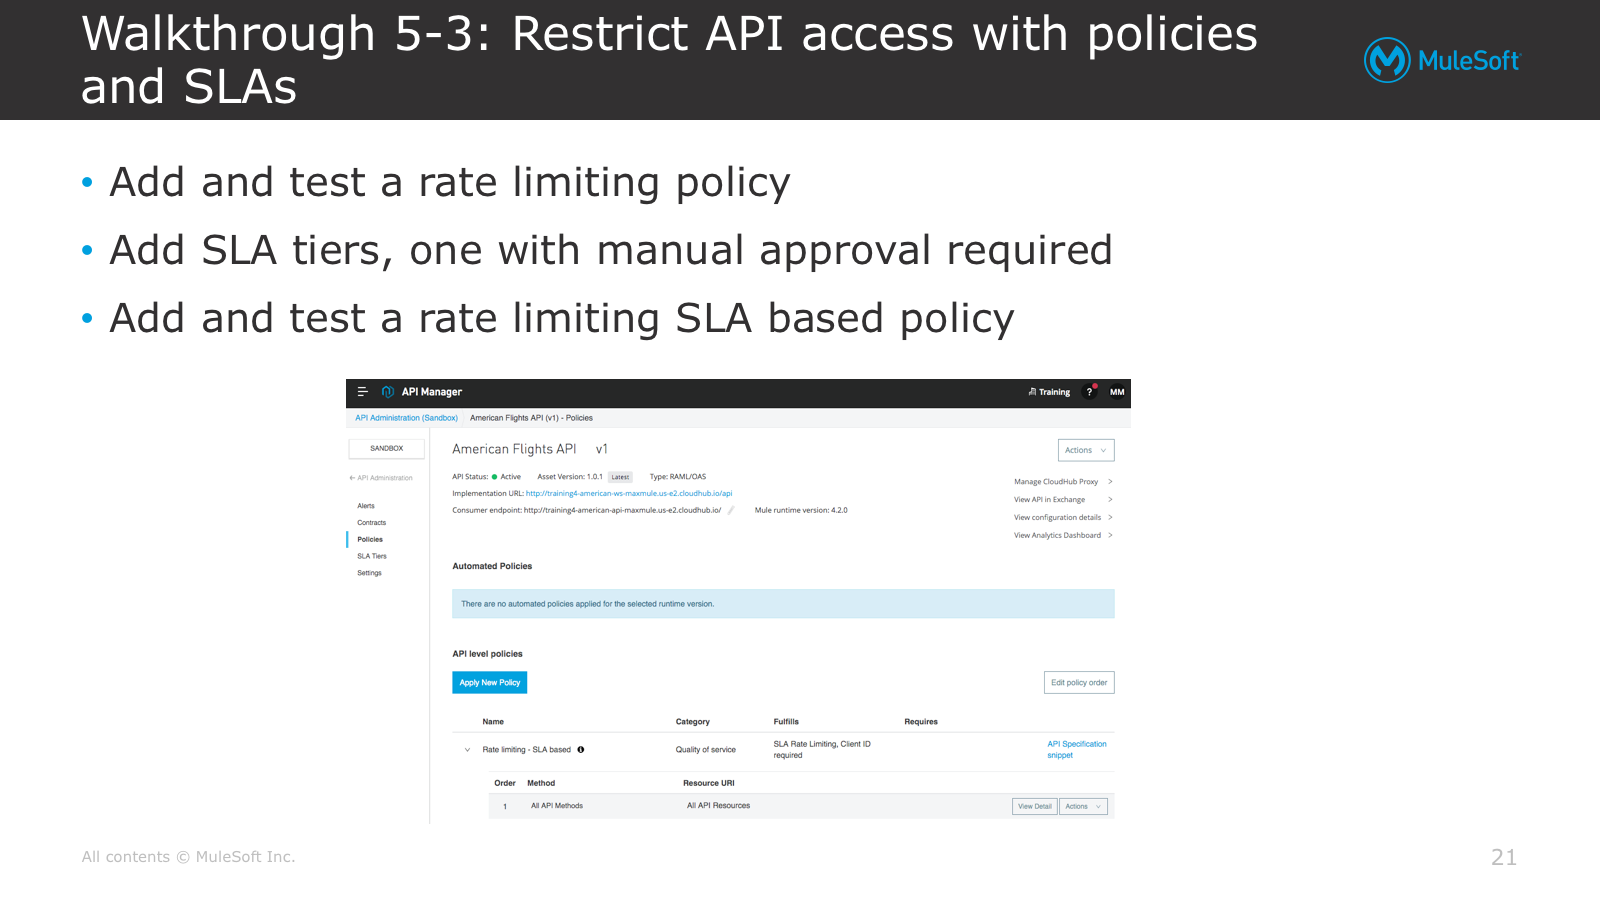 Walkthrough 5-3: Restrict API access with policies
and SLAs
MuleSoft
• Add and test a rate limiting policy
• Add SLA tiers, one with manual approval required
• Add and test a rate limiting SLA based policy
API Manager
Training ? MM
API Administration (Sandbox) American Flights API (v1) - Policies
SANDBOX
← API Administration
Alerts
Contracts
Policies
SLA Tiers
Settings
American Flights API v1
Actions
API Status: Active Asset Version: 1.0.1 Latest Type: RAML/OAS
Implementation URL: http://training4-american-ws-maxmule.us-e2.cloudhub.io/api
Consumer endpoint: http://training4-american-api-maxmule.us-e2.cloudhub.io/ Mule runtime version: 4.2.0
Manage CloudHub Proxy >
View API in Exchange >
View configuration details >
View Analytics Dashboard >
Automated Policies
There are no automated policies applied for the selected runtime version.
API level policies
Apply New Policy
Edit policy order
Name Category Fulfills Requires
Rate limiting - SLA based Quality of service SLA Rate Limiting, Client ID
required
API Specification
snippet
Order Method Resource URI
1 All API Methods All API Resources View Detail Actions
All contents © MuleSoft Inc.
21